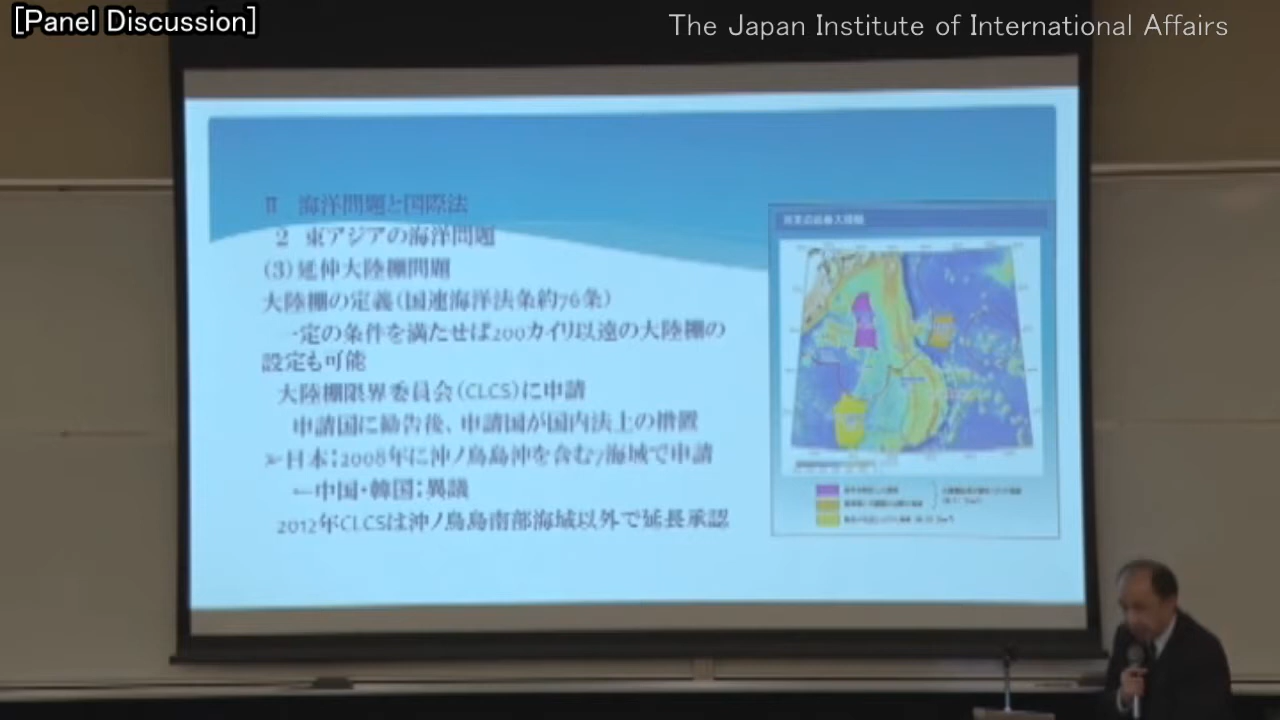 [Panel Discussion]
The Japan Institute of International Affairs
Ⅱ 海洋問題と国際法
2 東アジアの海洋問題
(3)延伸大陸棚問題
大陸棚の定義(国連海洋法条約76条)
一定の条件を満たせば200カイリ以遠の大陸棚の
設定も可能
大陸棚限界委員会(CLCS)に申請
申請国に勧告後、申請国が国内法上の措置
➢日本:2008年に沖ノ鳥島沖を含む7海域で申請
←中国・韓国:異議
2012年CLCSは沖ノ鳥島南部海域以外で延長承認